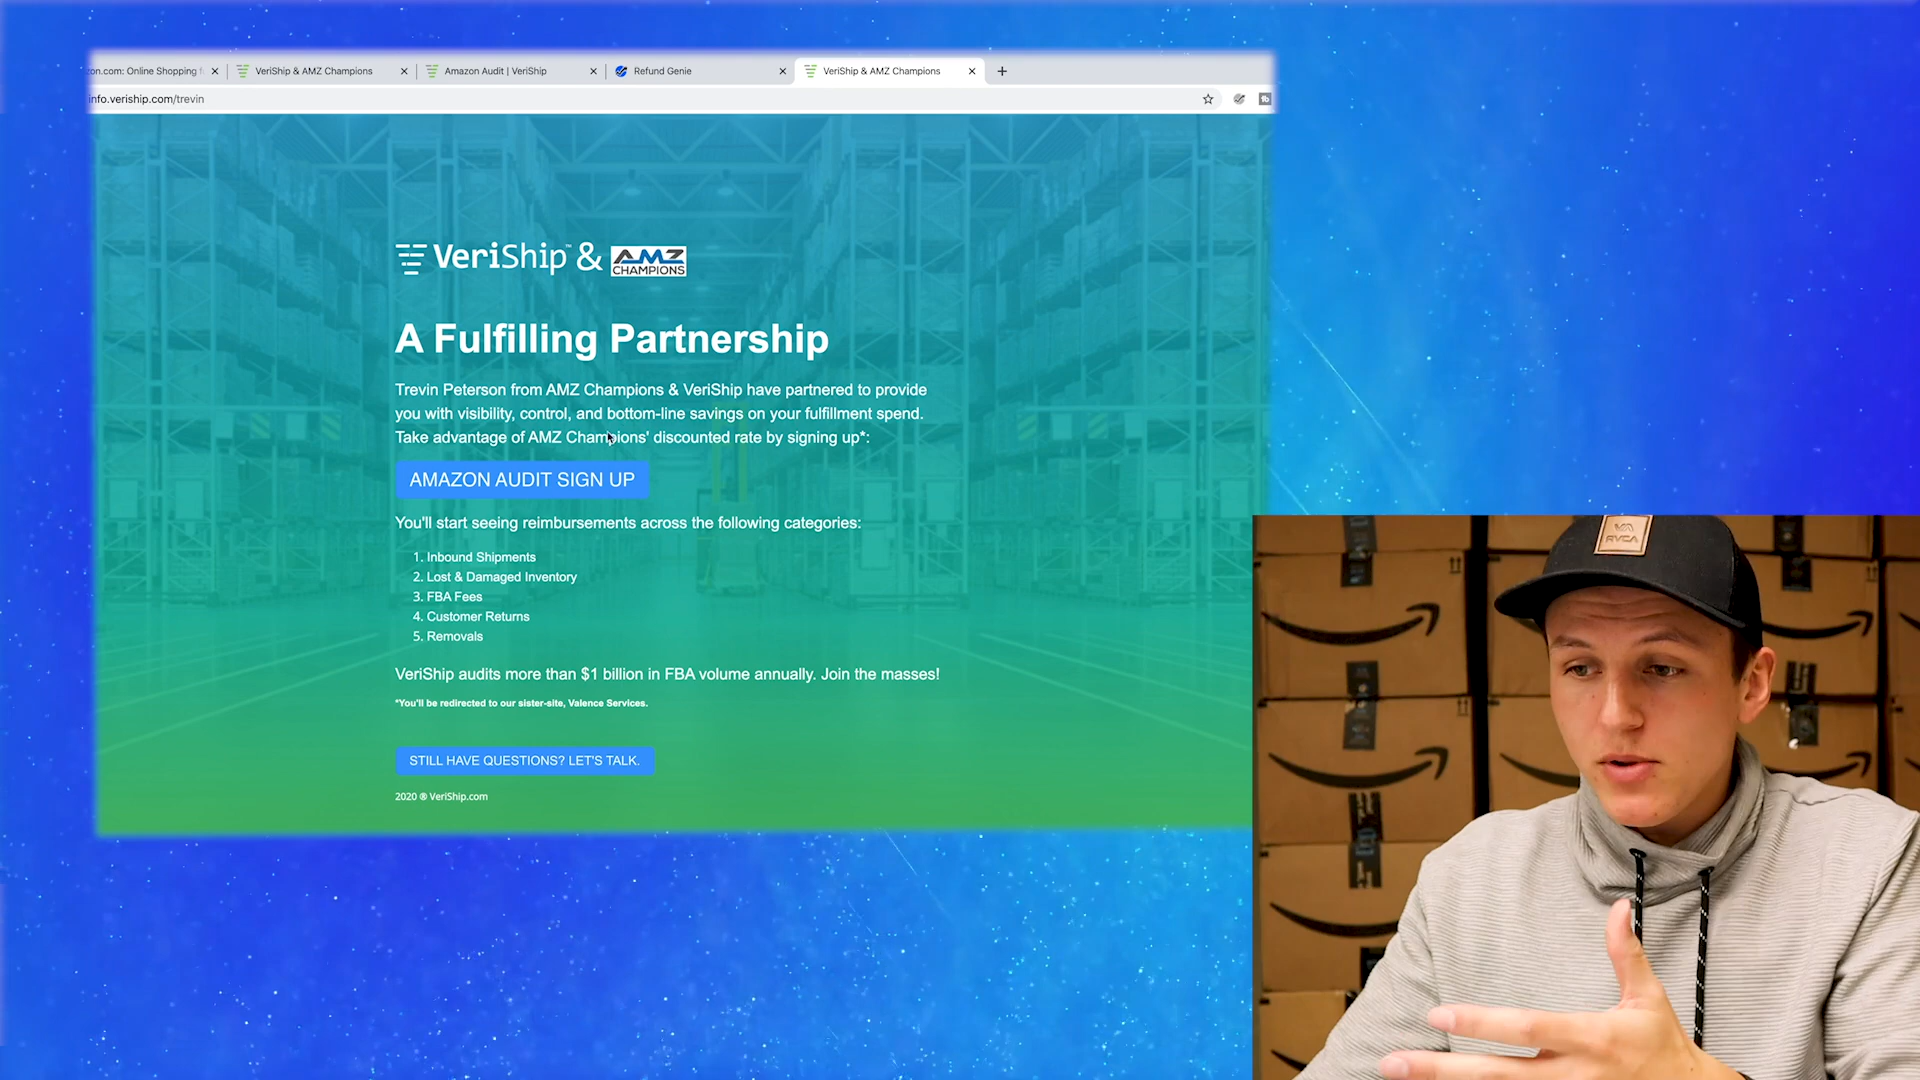 zon.com: Online Shopping f
VeriShip & AMZ Champions
Amazon Audit | VeriShip
Refund Genie
VeriShip & AMZ Champions
info.veriship.com/trevin
VeriShip™ & AMZ CHAMPIONS
A Fulfilling Partnership
Trevin Peterson from AMZ Champions & VeriShip have partnered to provide
you with visibility, control, and bottom-line savings on your fulfillment spend.
Take advantage of AMZ Champions' discounted rate by signing up*:
AMAZON AUDIT SIGN UP
You'll start seeing reimbursements across the following categories:
1. Inbound Shipments
2. Lost & Damaged Inventory
3. FBA Fees
4. Customer Returns
5. Removals
VeriShip audits more than $1 billion in FBA volume annually. Join the masses!
*You'll be redirected to our sister-site, Valence Services.
STILL HAVE QUESTIONS? LET'S TALK.
2020 ® VeriShip.com
RVCA